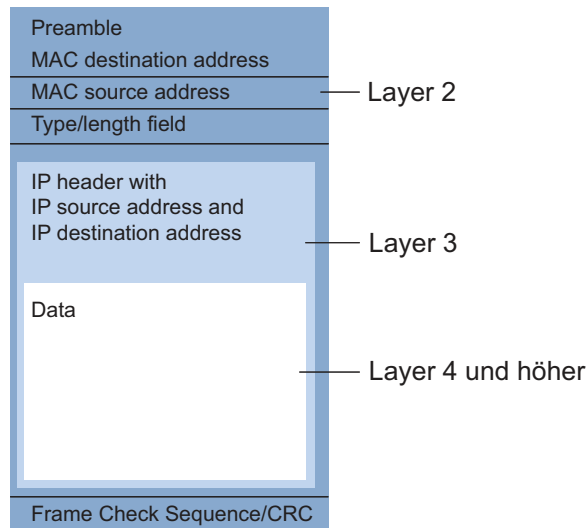 Preamble
MAC destination address
MAC source address
Layer 2
Type/length field
IP header with
IP source address and
IP destination address
Layer 3
Data
Layer 4 und höher
Frame Check Sequence/CRC